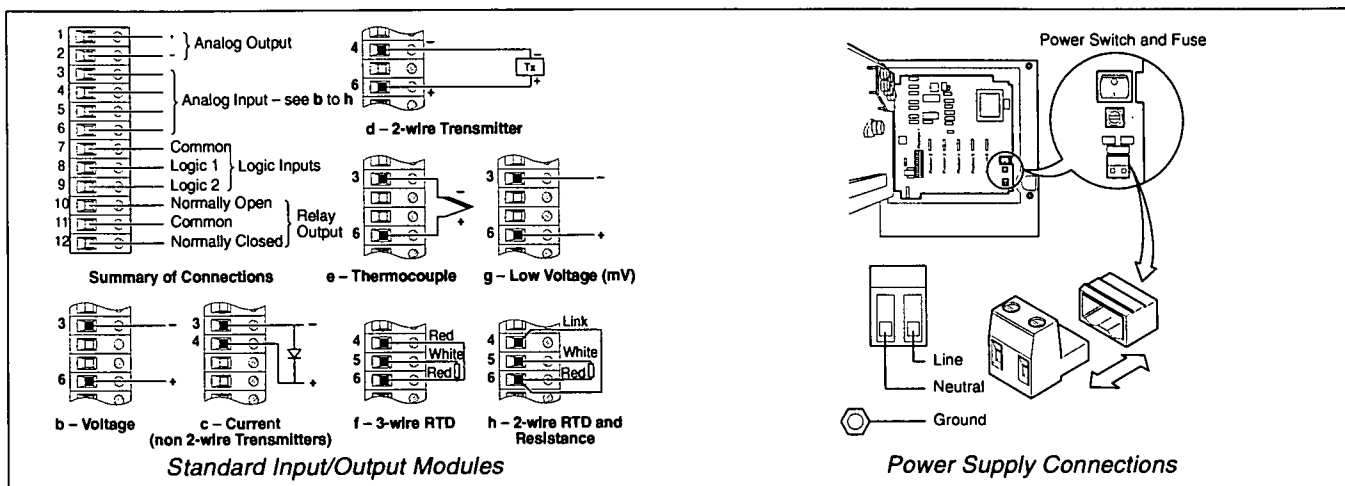 1 + Analog Output
2 -
3
4 Analog Input – see b to h
5
6
7 Common
8 Logic 1 Logic Inputs
9 Logic 2
10 Normally Open
11 Common Relay Output
12 Normally Closed
Summary of Connections
4 –
Tx
–
+
6 +
d – 2-wire Trensmitter
3 –
6 +
e – Thermocouple
3 –
6 +
g – Low Voltage (mV)
3 –
6 +
b – Voltage
3 –
4 +
c – Current
(non 2-wire Transmitters)
4 Red
5 White
6 Red
f – 3-wire RTD
Link
4
5 White
6 Red
h – 2-wire RTD and
Resistance
Standard Input/Output Modules
Power Switch and Fuse
Line
Neutral
Ground
Power Supply Connections